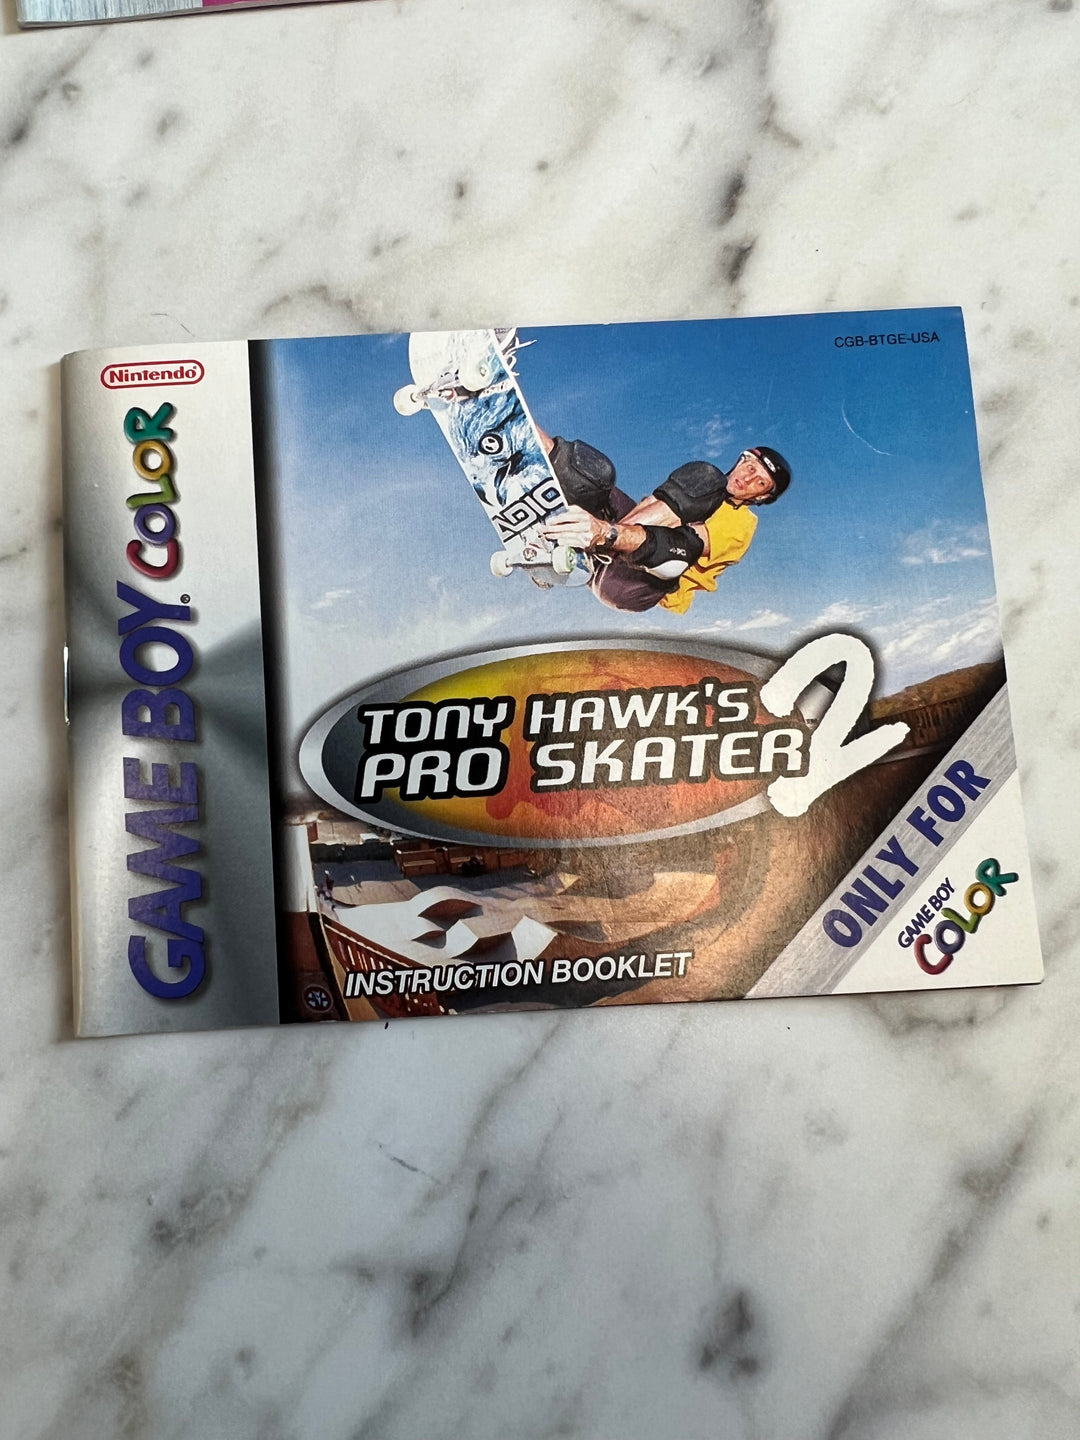 Nintendo®
GAME BOY® COLOR
CGB-BTGE-USA
ADIO
TONY HAWK'S
PRO SKATER 2
INSTRUCTION BOOKLET
ONLY FOR
GAME BOY
COLOR